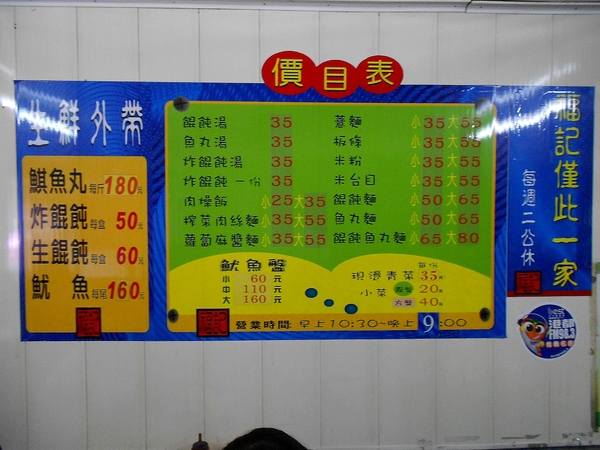 價目表
生鮮外帶
鯕魚丸 每斤180元
炸餛飩 每盒50元
生餛飩 每盒60元
魷魚 每尾160元
餛飩湯 35
魚丸湯 35
炸餛飩湯 35
炸餛飩一份 35
肉燥飯 小25大35
榨菜肉絲麵 小35大55
蘿蔔麻醬麵 小35大55
意麵 小35大55
板條 小35大55
米粉 小35大55
米台目 小35大55
餛飩麵 小50大65
魚丸麵 小50大65
餛飩魚丸麵 小65大80
魷魚盤
小 60元
中 110元
大 160元
每份
現燙青菜 35元
小菜 20元
40元
營業時間:早上10:30~晚上9:00
福記僅此一家
每週二公休
港都
FM98.3